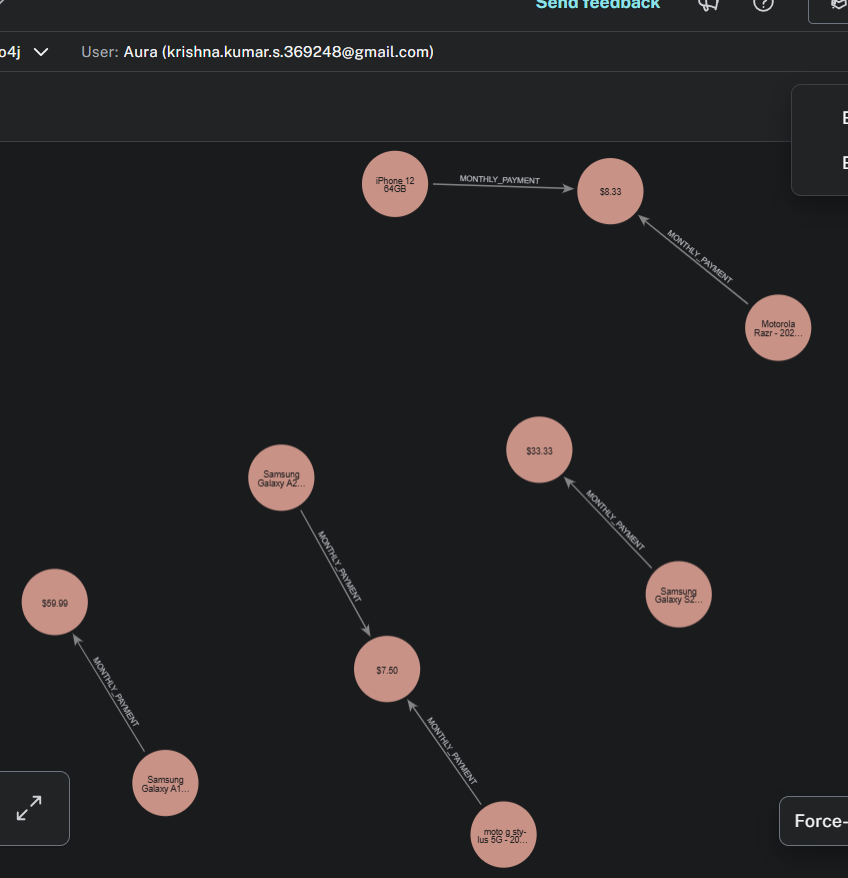 Send feedback
o4j
User: Aura (krishna.kumar.s.369248@gmail.com)
iPhone 12
64GB
MONTHLY_PAYMENT
$8.33
MONTHLY_PAYMENT
Motorola
Razr - 202...
Samsung
Galaxy A2...
$33.33
MONTHLY_PAYMENT
MONTHLY_PAYMENT
$59.99
Samsung
Galaxy S2...
MONTHLY_PAYMENT
$7.50
MONTHLY_PAYMENT
Samsung
Galaxy A1...
moto g sty-
lus 5G - 20...
Force-